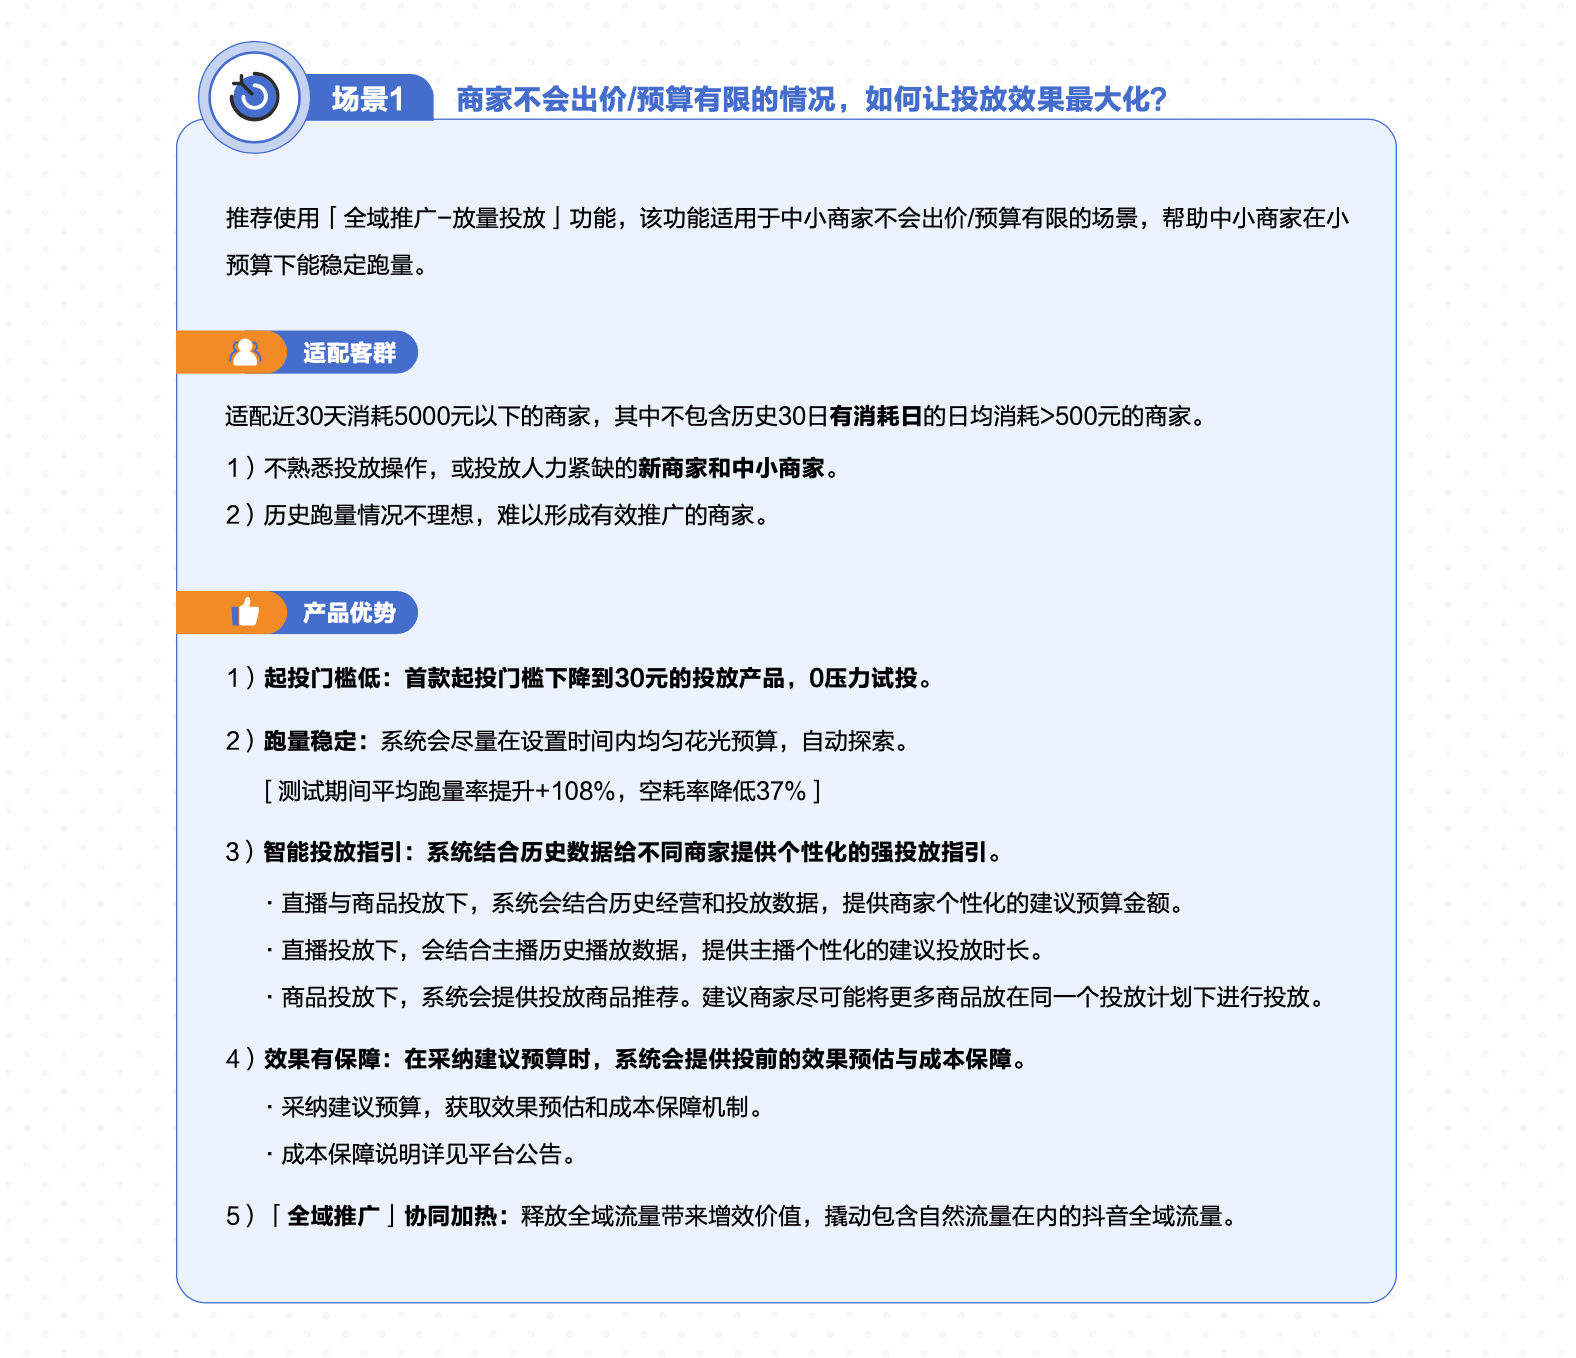 场景1
商家不会出价/预算有限的情况，如何让投放效果最大化？
推荐使用「全域推广-放量投放」功能，该功能适用于中小商家不会出价/预算有限的场景，帮助中小商家在小
预算下能稳定跑量。
适配客群
适配近30天消耗5000元以下的商家，其中不包含历史30日有消耗日的日均消耗>500元的商家。
1）不熟悉投放操作，或投放人力紧缺的新商家和中小商家。
2）历史跑量情况不理想，难以形成有效推广的商家。
产品优势
1）起投门槛低：首款起投门槛下降到30元的投放产品，0压力试投。
2）跑量稳定：系统会尽量在设置时间内均匀花光预算，自动探索。
[ 测试期间平均跑量率提升+108%，空耗率降低37% ]
3）智能投放指引：系统结合历史数据给不同商家提供个性化的强投放指引。
· 直播与商品投放下，系统会结合历史经营和投放数据，提供商家个性化的建议预算金额。
· 直播投放下，会结合主播历史播放数据，提供主播个性化的建议投放时长。
· 商品投放下，系统会提供投放商品推荐。建议商家尽可能将更多商品放在同一个投放计划下进行投放。
4）效果有保障：在采纳建议预算时，系统会提供投前的效果预估与成本保障。
· 采纳建议预算，获取效果预估和成本保障机制。
· 成本保障说明详见平台公告。
5）「全域推广」协同加热：释放全域流量带来增效价值，撬动包含自然流量在内的抖音全域流量。